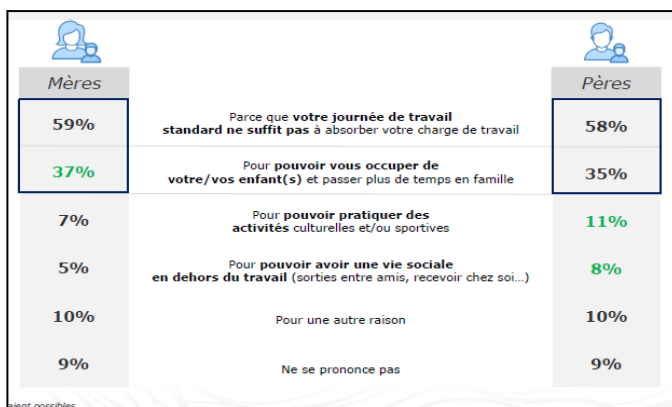 Mères
Pères
59%
Parce que votre journée de travail
standard ne suffit pas à absorber votre charge de travail
58%
37%
Pour pouvoir vous occuper de
votre/vos enfant(s) et passer plus de temps en famille
35%
7%
Pour pouvoir pratiquer des
activités culturelles et/ou sportives
11%
5%
Pour pouvoir avoir une vie sociale
en dehors du travail (sorties entre amis, recevoir chez soi...)
8%
10%
Pour une autre raison
10%
9%
Ne se prononce pas
9%
possibles